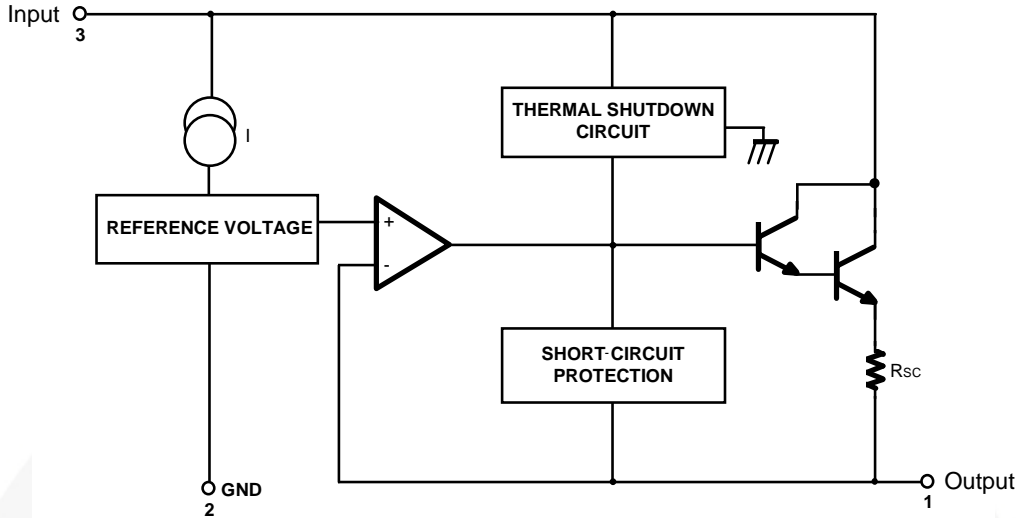 Input
3
THERMAL SHUTDOWN
CIRCUIT
I
REFERENCE VOLTAGE
+
-
SHORT-CIRCUIT
PROTECTION
RSC
GND
2
Output
1